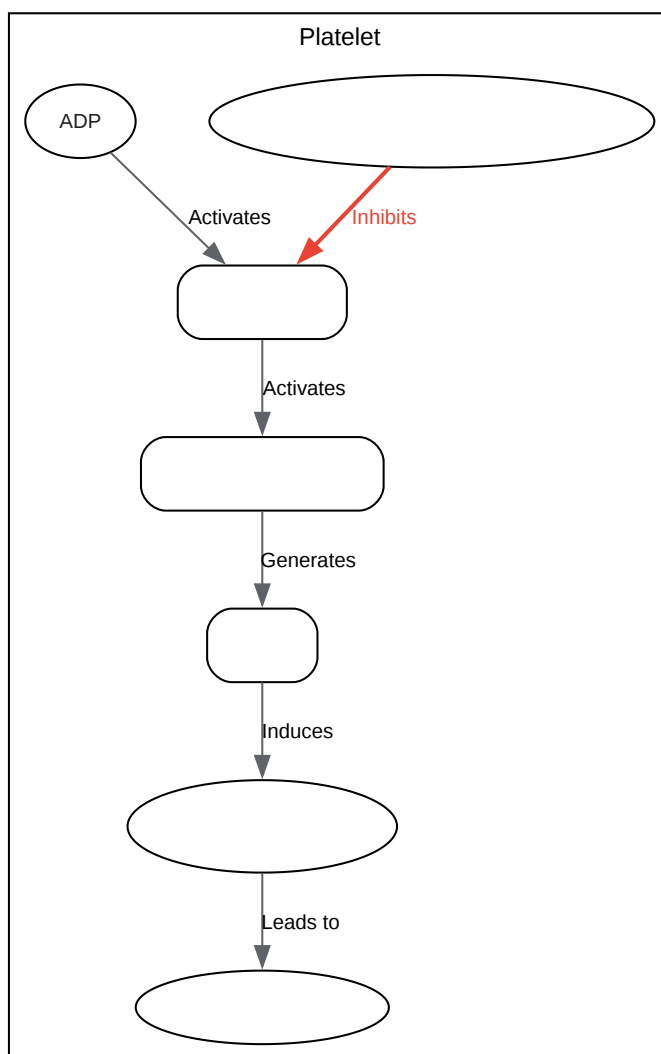 Platelet
ADP
Activates
Inhibits
Activates
Generates
Induces
Leads to